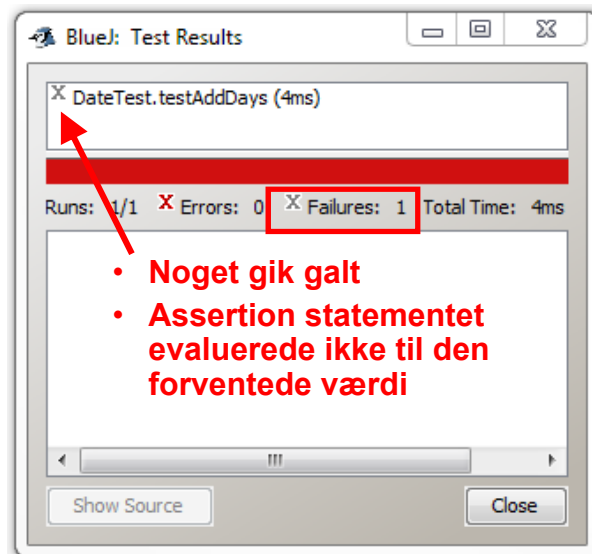 BlueJ: Test Results
X DateTest.testAddDays (4ms)
Runs: 1/1 X Errors: 0 X Failures: 1 Total Time: 4ms
• Noget gik galt
• Assertion statementet
evaluerede ikke til den
forventede værdi
Show Source
Close